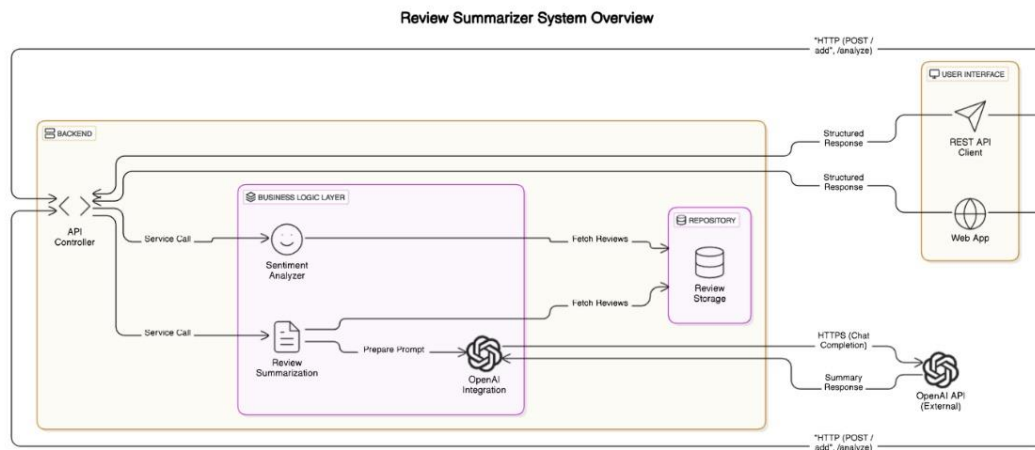 Review Summarizer System Overview
"HTTP (POST /
add", /analyze)
USER INTERFACE
REST API
Client
Structured
Response
BACKEND
Structured
Response
BUSINESS LOGIC LAYER
API
Controller
REPOSITORY
Web App
Service Call
Sentiment
Analyzer
Fetch Reviews
Review
Storage
Fetch Reviews
Service Call
Review
Summarization
Prepare Prompt
OpenAI
Integration
HTTPS (Chat
Completion)
Summary
Response
OpenAI API
(External)
"HTTP (POST /
add", /analyze)